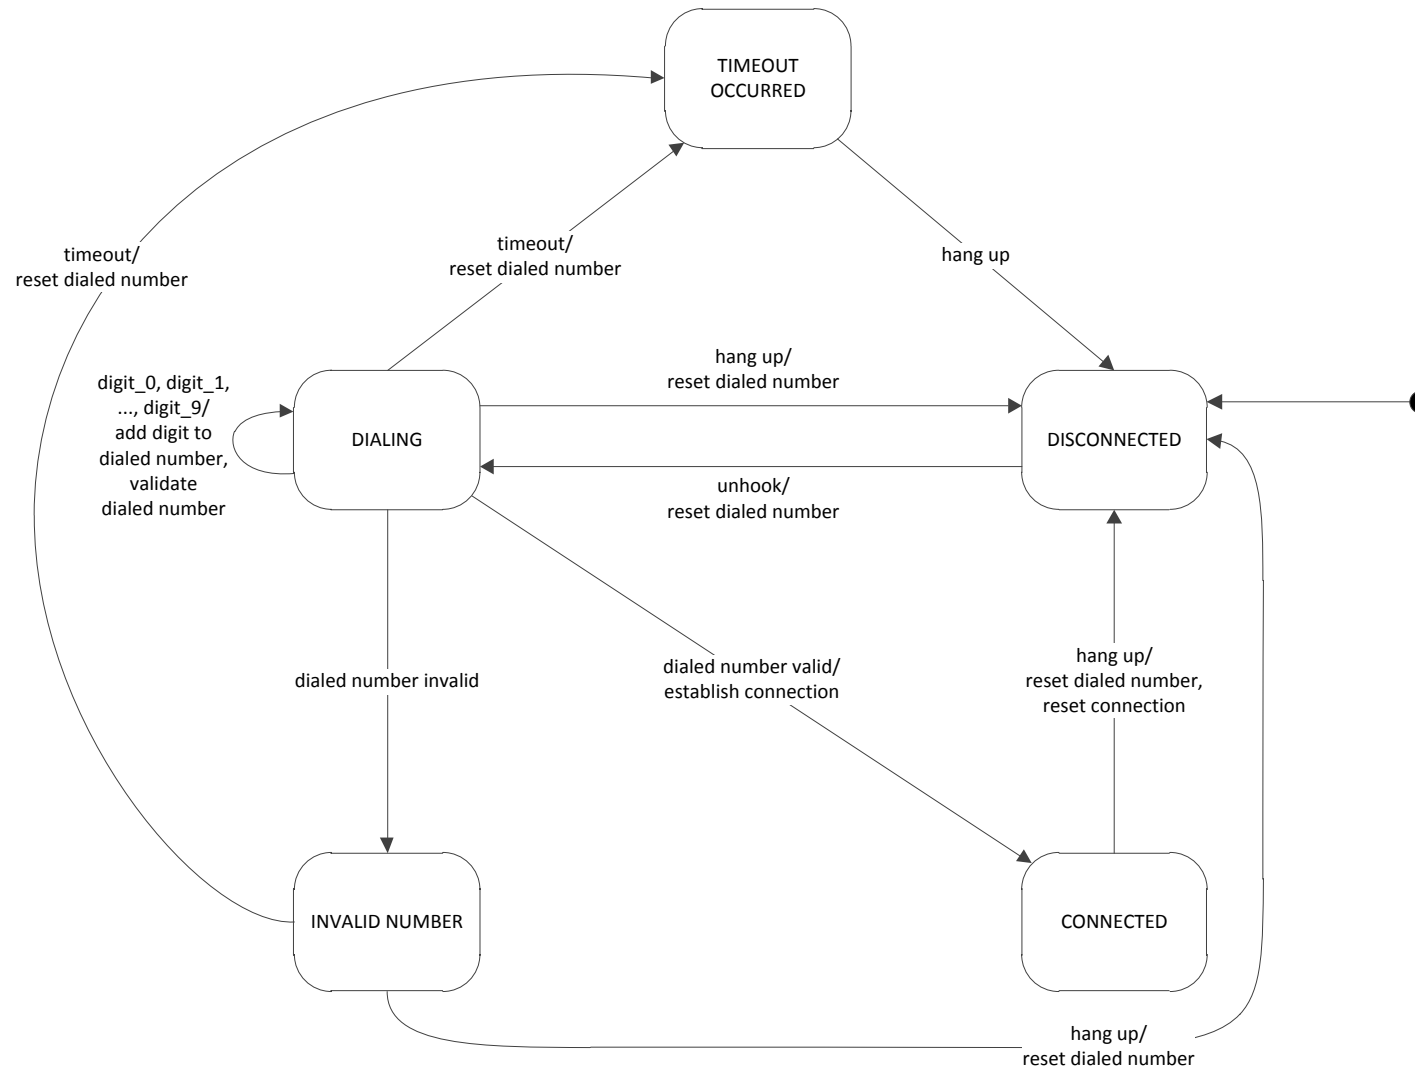 TIMEOUT
OCCURRED
timeout/
reset dialed number
timeout/
reset dialed number
hang up
digit_0, digit_1,
..., digit_9/
add digit to
dialed number,
validate
dialed number
DIALING
hang up/
reset dialed number
DISCONNECTED
unhook/
reset dialed number
dialed number invalid
dialed number valid/
establish connection
hang up/
reset dialed number,
reset connection
INVALID NUMBER
CONNECTED
hang up/
reset dialed number